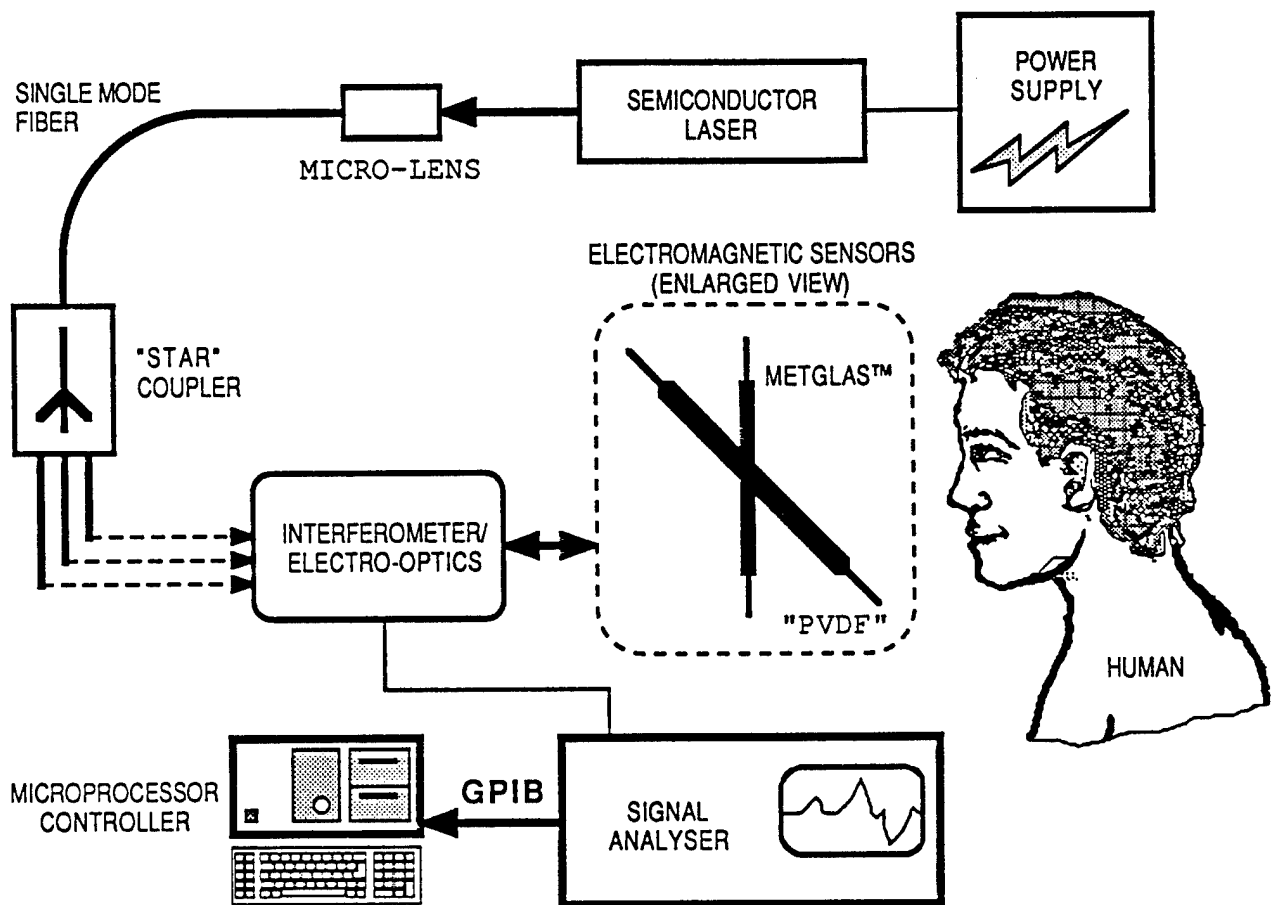 POWER
SUPPLY
SINGLE MODE
FIBER
SEMICONDUCTOR
LASER
MICRO-LENS
ELECTROMAGNETIC SENSORS
(ENLARGED VIEW)
"STAR"
COUPLER
METGLAS™
INTERFEROMETER/
ELECTRO-OPTICS
"PVDF"
HUMAN
MICROPROCESSOR
CONTROLLER
GPIB
SIGNAL
ANALYSER